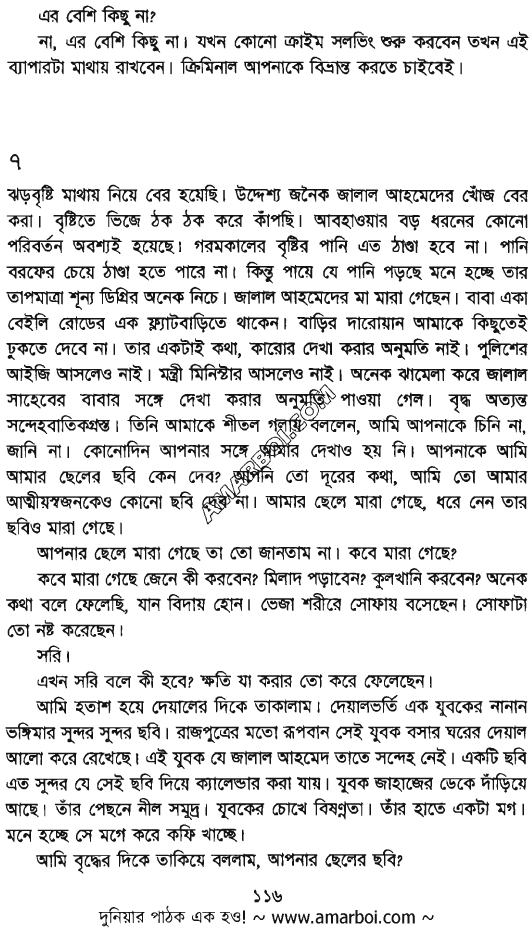 এর বেশি কিছু না?
না, এর বেশি কিছু না। যখন কোনো ক্রাইম সলভিং শুরু করবেন তখন এই
ব্যাপারটা মাথায় রাখবেন। ক্রিমিনাল আপনাকে বিভ্রান্ত করতে চাইবেই।
৭
ঝড়বৃষ্টি মাথায় নিয়ে বের হয়েছি। উদ্দেশ্য জনৈক জালাল আহমেদের খোঁজ বের
করা। বৃষ্টিতে ভিজে ঠক ঠক করে কাঁপছি। আবহাওয়ার বড় ধরনের কোনো
পরিবর্তন অবশ্যই হয়েছে। গরমকালের বৃষ্টির পানি এত ঠাণ্ডা হবে না। পানি
বরফের চেয়ে ঠাণ্ডা হতে পারে না। কিন্তু পায়ে যে পানি পড়ছে মনে হচ্ছে তার
তাপমাত্রা শূন্য ডিগ্রির অনেক নিচে। জালাল আহমেদের মা মারা গেছেন। বাবা একা
বেইলি রোডের এক ফ্ল্যাটবাড়িতে থাকেন। বাড়ির দারোয়ান আমাকে কিছুতেই
ঢুকতে দেবে না। তার একটাই কথা, কারোর দেখা করার অনুমতি নাই। পুলিশের
আইজি আসলেও নাই। মন্ত্রী মিনিস্টার আসলেও নাই। অনেক ঝামেলা করে জালাল
সাহেবের বাবার সঙ্গে দেখা করার অনুমতি পাওয়া গেল। বৃদ্ধ অত্যন্ত
সন্দেহবাতিকগ্রস্ত। তিনি আমাকে শীতল গলায় বললেন, আমি আপনাকে চিনি না,
জানি না। কোনোদিন আপনার সঙ্গে আমার দেখাও হয় নি। আপনাকে আমি
আমার ছেলের ছবি কেন দেব? আপনি তো দূরের কথা, আমি তো আমার
আত্মীয়স্বজনকেও কোনো ছবি দেব না। আমার ছেলে মারা গেছে, ধরে নেন তার
ছবিও মারা গেছে।
আপনার ছেলে মারা গেছে তা তো জানতাম না। কবে মারা গেছে?
কবে মারা গেছে জেনে কী করবেন? মিলাদ পড়াবেন? কুলখানি করবেন? অনেক
কথা বলে ফেলেছি, যান বিদায় হোন। ভেজা শরীরে সোফায় বসেছেন। সোফাটা
তো নষ্ট করেছেন!
সরি।
এখন সরি বলে কী হবে? ক্ষতি যা করার তো করে ফেলেছেন।
আমি হতাশ হয়ে দেয়ালের দিকে তাকালাম। দেয়ালভর্তি এক যুবকের নানান
ভঙ্গিমার সুন্দর সুন্দর ছবি। রাজপুত্রের মতো রূপবান সেই যুবক বসার ঘরের দেয়াল
আলো করে রেখেছে। এই যুবক যে জালাল আহমেদ তাতে সন্দেহ নেই। একটি ছবি
এত সুন্দর যে সেই ছবি দিয়ে ক্যালেন্ডার করা যায়। যুবক জাহাজের ডেকে দাঁড়িয়ে
আছে। তাঁর পেছনে নীল সমুদ্র। যুবকের চোখে বিষণ্ণতা। তাঁর হাতে একটা মগ।
মনে হচ্ছে সে মগে করে কফি খাচ্ছে।
আমি বৃদ্ধের দিকে তাকিয়ে বললাম, আপনার ছেলের ছবি?
১১৬
দুনিয়ার পাঠক এক হও! ~ www.amarboi.com ~
AMARBOI.COM